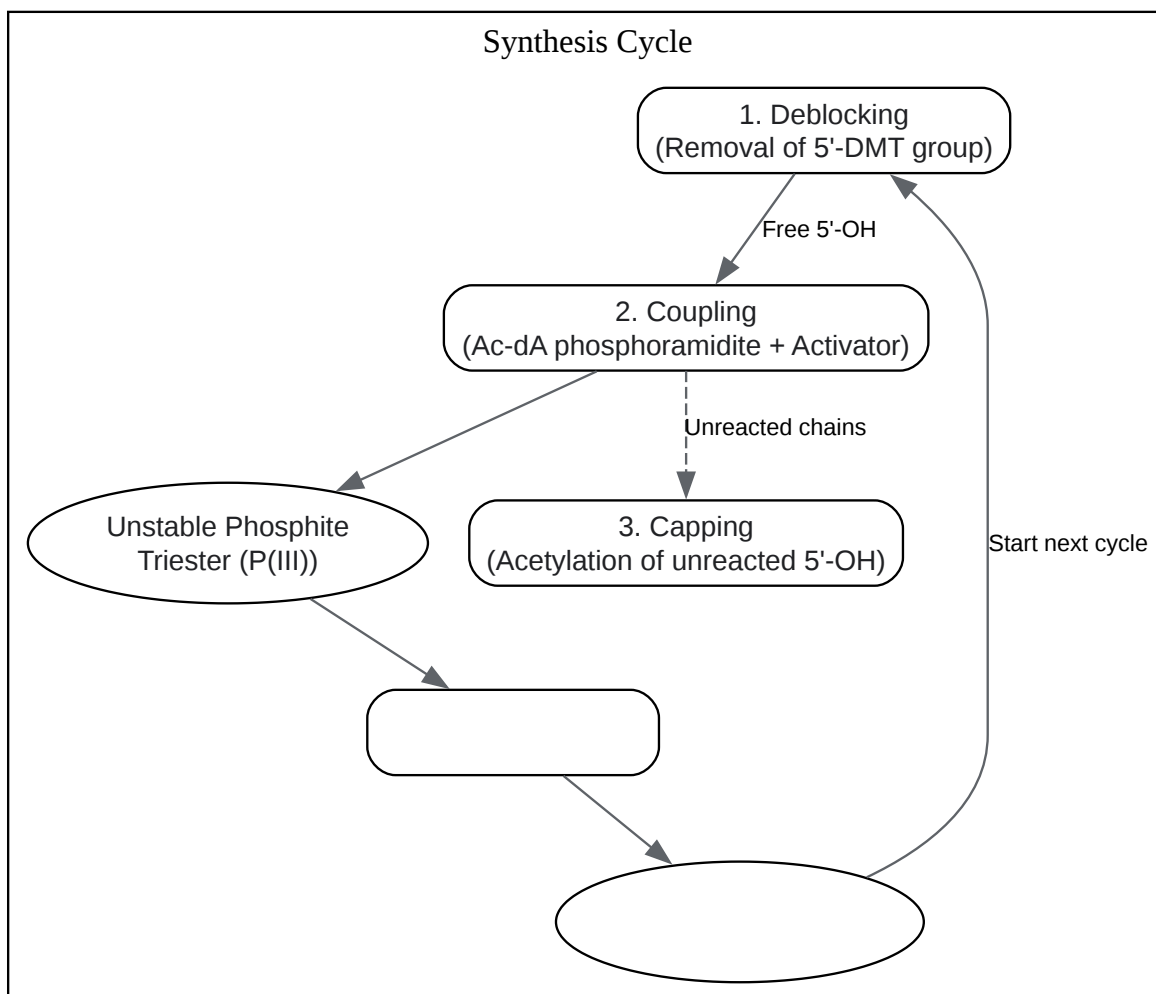 Synthesis Cycle
1. Deblocking
(Removal of 5'-DMT group)
Free 5'-OH
2. Coupling
(Ac-dA phosphoramidite + Activator)
Unreacted chains
Unstable Phosphite
Triester (P(III))
3. Capping
(Acetylation of unreacted 5'-OH)
Start next cycle